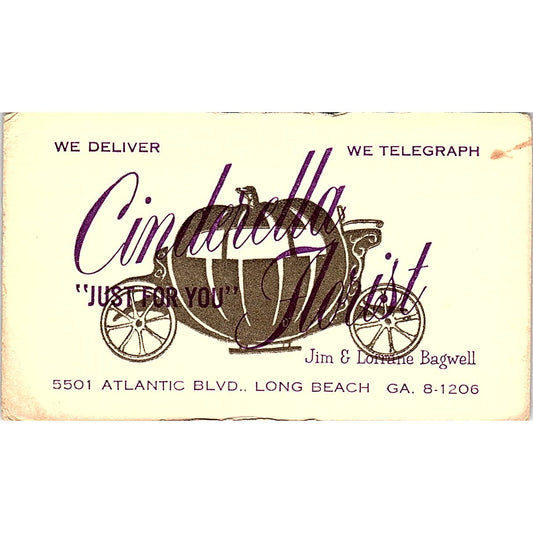 WE DELIVER
WE TELEGRAPH
Cinderella
"JUST FOR YOU"
Florist
Jim & Lorraine Bagwell
5501 ATLANTIC BLVD., LONG BEACH GA. 8-1206